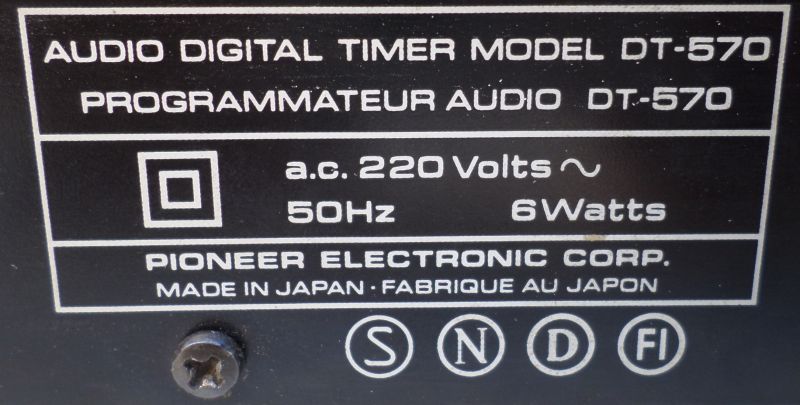 AUDIO DIGITAL TIMER MODEL DT-570
PROGRAMMATEUR AUDIO DT-570
a.c. 220 Volts ~
50Hz 6Watts
PIONEER ELECTRONIC CORP.
MADE IN JAPAN · FABRIQUE AU JAPON
S N D FI